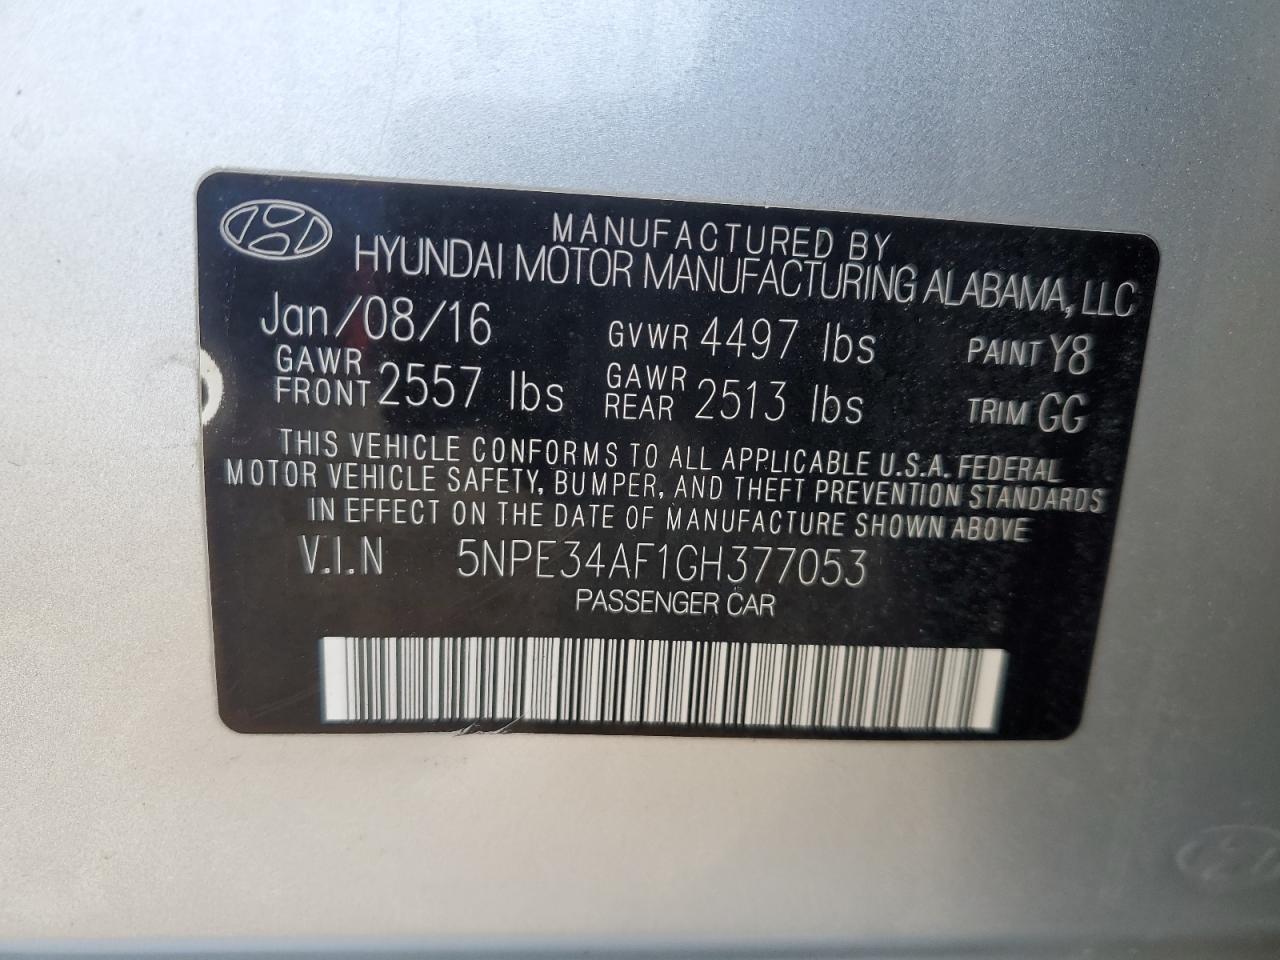 MANUFACTURED BY
HYUNDAI MOTOR MANUFACTURING ALABAMA, LLC
Jan/08/16 GVWR 4497 lbs PAINT Y8
GAWR FRONT 2557 lbs GAWR REAR 2513 lbs TRIM GG
THIS VEHICLE CONFORMS TO ALL APPLICABLE U.S.A. FEDERAL
MOTOR VEHICLE SAFETY, BUMPER, AND THEFT PREVENTION STANDARDS
IN EFFECT ON THE DATE OF MANUFACTURE SHOWN ABOVE
V.I.N 5NPE34AF1GH377053
PASSENGER CAR